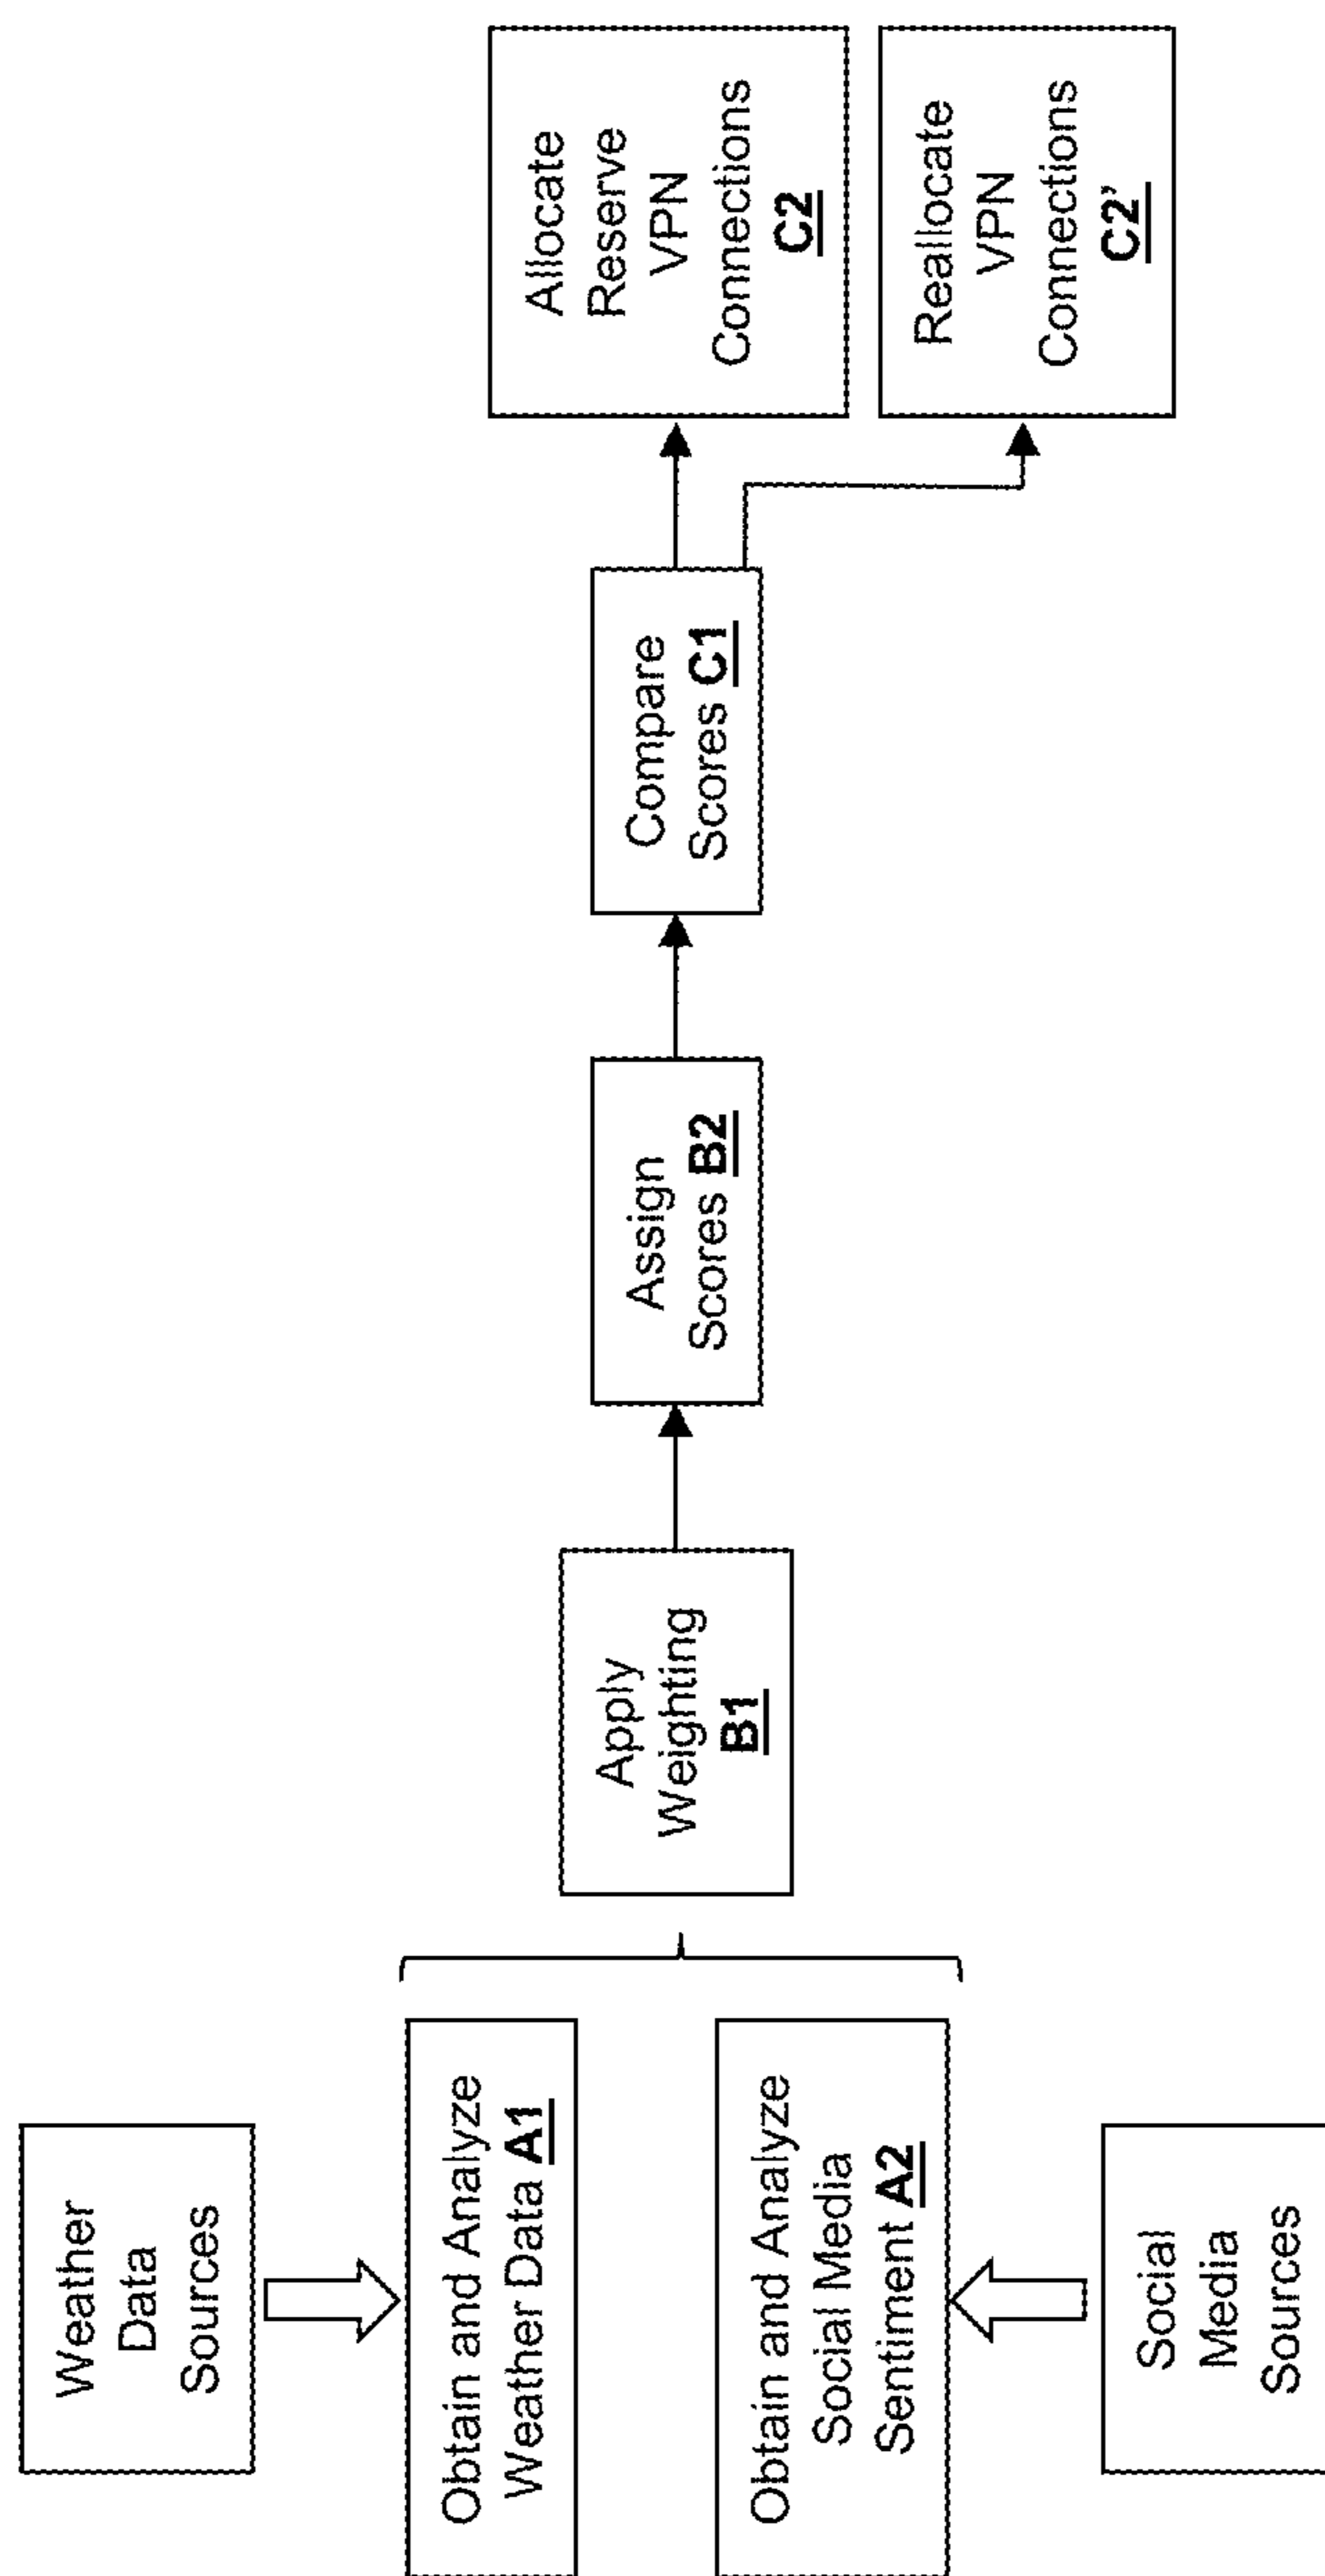 Weather
Data
Sources
Obtain and Analyze
Weather Data A1
Obtain and Analyze
Social Media
Sentiment A2
Social
Media
Sources
Apply
Weighting
B1
Assign
Scores B2
Compare
Scores C1
Allocate
Reserve
VPN
Connections
C2
Reallocate
VPN
Connections
C2'